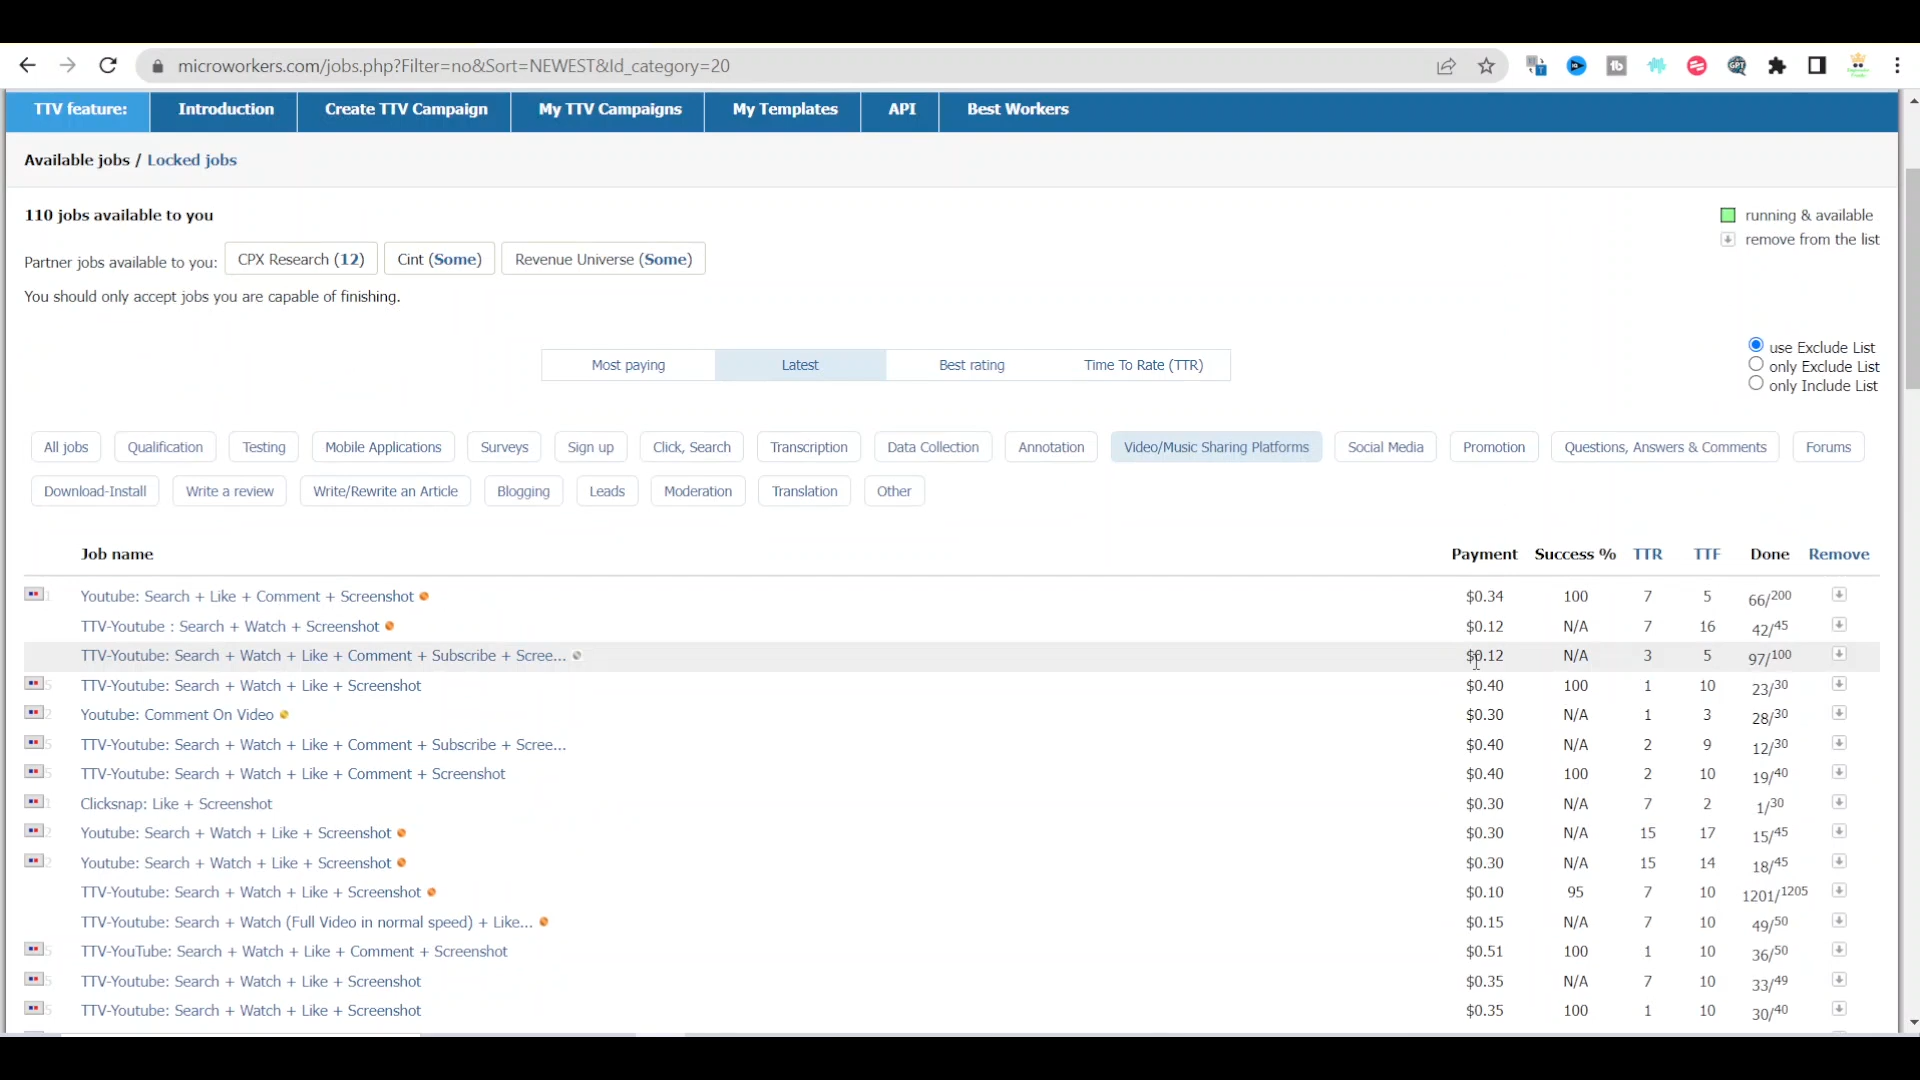 microworkers.com/jobs.php?Filter=no&Sort=NEWEST&Id_category=20
TTV feature: Introduction Create TTV Campaign My TTV Campaigns My Templates API Best Workers
Available jobs / Locked jobs
110 jobs available to you
running & available
remove from the list
Partner jobs available to you: CPX Research (12) Cint (Some) Revenue Universe (Some)
You should only accept jobs you are capable of finishing.
Most paying Latest Best rating Time To Rate (TTR)
use Exclude List
only Exclude List
only Include List
All jobs Qualification Testing Mobile Applications Surveys Sign up Click, Search Transcription Data Collection Annotation Video/Music Sharing Platforms Social Media Promotion Questions, Answers & Comments Forums
Download-Install Write a review Write/Rewrite an Article Blogging Leads Moderation Translation Other
Job name Payment Success % TTR TTF Done Remove
1 Youtube: Search + Like + Comment + Screenshot $0.34 100 7 5 66/200
TTV-Youtube : Search + Watch + Screenshot $0.12 N/A 7 16 42/45
TTV-Youtube: Search + Watch + Like + Comment + Subscribe + Scree... $0.12 N/A 3 5 97/100
5 TTV-Youtube: Search + Watch + Like + Screenshot $0.40 100 1 10 23/30
2 Youtube: Comment On Video $0.30 N/A 1 3 28/30
5 TTV-Youtube: Search + Watch + Like + Comment + Subscribe + Scree... $0.40 N/A 2 9 12/30
5 TTV-Youtube: Search + Watch + Like + Comment + Screenshot $0.40 100 2 10 19/40
1 Clicksnap: Like + Screenshot $0.30 N/A 7 2 1/30
2 Youtube: Search + Watch + Like + Screenshot $0.30 N/A 15 17 15/45
2 Youtube: Search + Watch + Like + Screenshot $0.30 N/A 15 14 18/45
TTV-Youtube: Search + Watch + Like + Screenshot $0.10 95 7 10 1201/1205
TTV-Youtube: Search + Watch (Full Video in normal speed) + Like... $0.15 N/A 7 10 49/50
5 TTV-YouTube: Search + Watch + Like + Comment + Screenshot $0.51 100 1 10 36/50
5 TTV-Youtube: Search + Watch + Like + Screenshot $0.35 N/A 7 10 33/49
5 TTV-Youtube: Search + Watch + Like + Screenshot $0.35 100 1 10 30/40